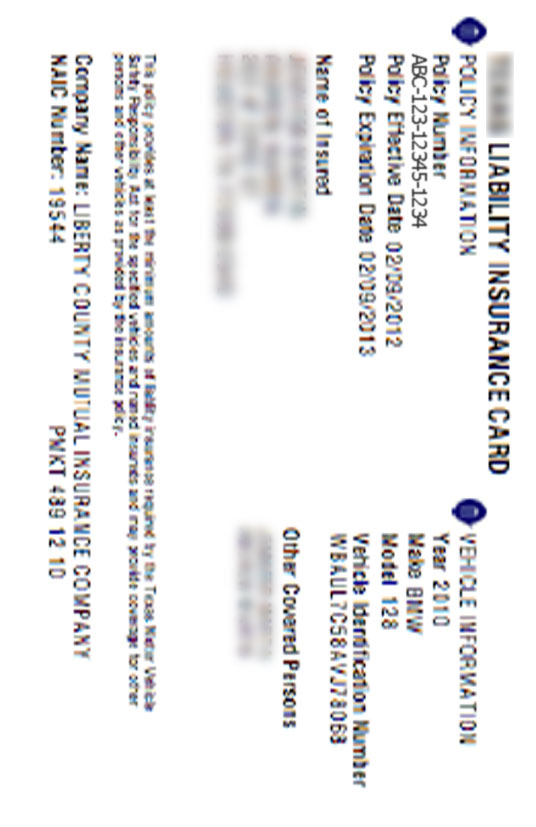 LIABILITY INSURANCE CARD
POLICY INFORMATION
Policy Number
ABC-123-12345-1234
Policy Effective Date 02/09/2012
Policy Expiration Date 02/09/2013
Name of Insured
VEHICLE INFORMATION
Year 2010
Make BMW
Model 128
Vehicle Identification Number
WBAUL7C58AVJ78068
Other Covered Persons
This policy provides at least the minimum amounts of liability insurance required by the Texas Motor Vehicle
Safety Responsibility Act for the specified vehicles and named insureds and may provide coverage for other
persons and other vehicles as provided by the insurance policy.
Company Name: LIBERTY COUNTY MUTUAL INSURANCE COMPANY
NAIC Number: 19544
PMKT 489 12 10